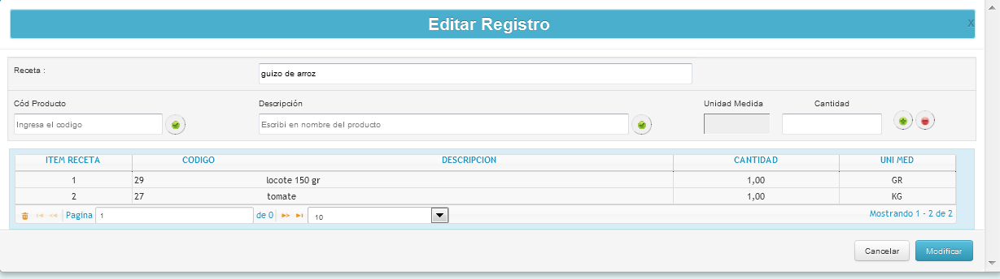 Editar Registro
x
Receta :
guizo de arroz
Cód Producto Descripción Unidad Medida Cantidad
Ingresa el codigo Escribi en nombre del producto
ITEM RECETA CODIGO DESCRIPCION CANTIDAD UNI MED
1 29 locote 150 gr 1,00 GR
2 27 tomate 1,00 KG
Pagina 1 de 0 10 Mostrando 1 - 2 de 2
Cancelar Modificar